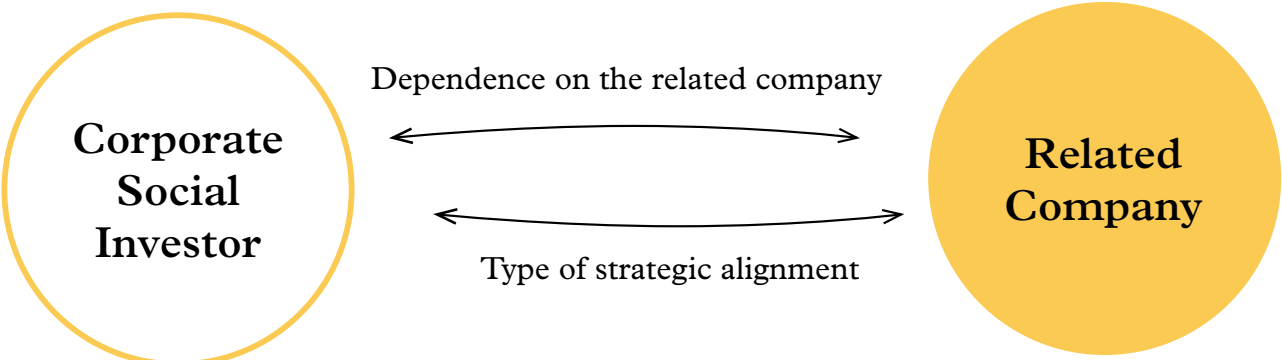 Corporate
Social
Investor
Dependence on the related company
Type of strategic alignment
Related
Company